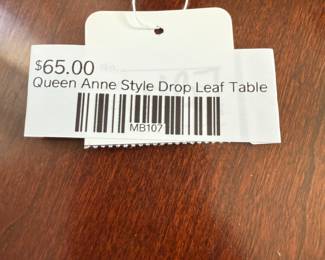 $65.00
Queen Anne Style Drop Leaf Table
MB107